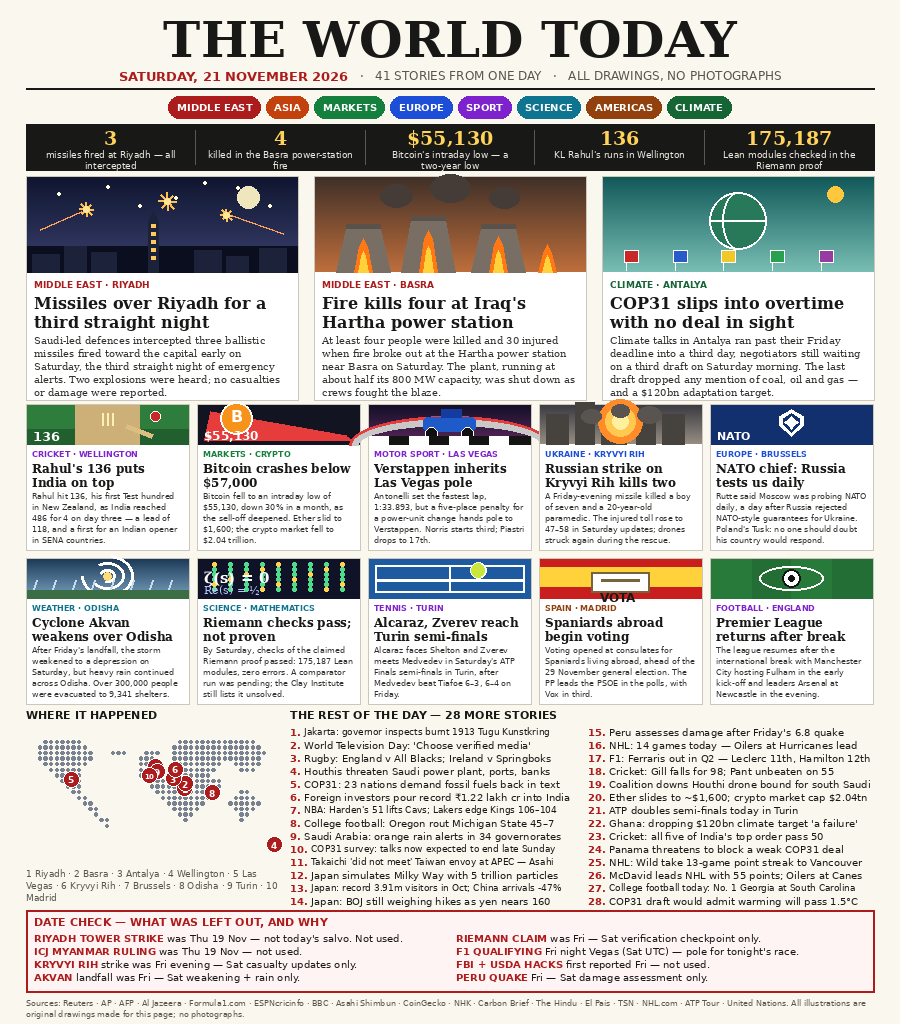 THE WORLD TODAY
SATURDAY, 21 NOVEMBER 2026 · 41 STORIES FROM ONE DAY · ALL DRAWINGS, NO PHOTOGRAPHS
MIDDLE EAST ASIA MARKETS EUROPE SPORT SCIENCE AMERICAS CLIMATE
3
missiles fired at Riyadh — all
intercepted
4
killed in the Basra power-station
fire
$55,130
Bitcoin's intraday low — a
two-year low
136
KL Rahul's runs in Wellington
175,187
Lean modules checked in the
Riemann proof
MIDDLE EAST · RIYADH
Missiles over Riyadh for a
third straight night
Saudi-led defences intercepted three ballistic
missiles fired toward the capital early on
Saturday, the third straight night of emergency
alerts. Two explosions were heard; no casualties
or damage were reported.
MIDDLE EAST · BASRA
Fire kills four at Iraq's
Hartha power station
At least four people were killed and 30 injured
when fire broke out at the Hartha power station
near Basra on Saturday. The plant, running at
about half its 800 MW capacity, was shut down as
crews fought the blaze.
CLIMATE · ANTALYA
COP31 slips into overtime
with no deal in sight
Climate talks in Antalya ran past their Friday
deadline into a third day, negotiators still waiting
on a third draft on Saturday morning. The last
draft dropped any mention of coal, oil and gas —
and a $120bn adaptation target.
136
CRICKET · WELLINGTON
Rahul's 136 puts
India on top
Rahul hit 136, his first Test hundred
in New Zealand, as India reached
486 for 4 on day three — a lead of
118, and a first for an Indian opener
in SENA countries.
B
$55,130
MARKETS · CRYPTO
Bitcoin crashes below
$57,000
Bitcoin fell to an intraday low of
$55,130, down 30% in a month, as
the sell-off deepened. Ether slid to
$1,600; the crypto market fell to
$2.04 trillion.
MOTOR SPORT · LAS VEGAS
Verstappen inherits
Las Vegas pole
Antonelli set the fastest lap,
1:33.893, but a five-place penalty for
a power-unit change hands pole to
Verstappen. Norris starts third; Piastri
drops to 17th.
UKRAINE · KRYVYI RIH
Russian strike on
Kryvyi Rih kills two
A Friday-evening missile killed a boy
of seven and a 20-year-old
paramedic. The injured toll rose to
47–58 in Saturday updates; drones
struck again during the rescue.
NATO
EUROPE · BRUSSELS
NATO chief: Russia
tests us daily
Rutte said Moscow was probing NATO
daily, a day after Russia rejected
NATO-style guarantees for Ukraine.
Poland's Tusk: no one should doubt
his country would respond.
WEATHER · ODISHA
Cyclone Akvan
weakens over Odisha
After Friday's landfall, the storm
weakened to a depression on
Saturday, but heavy rain continued
across Odisha. Over 300,000 people
were evacuated to 9,341 shelters.
ζ(s) = 0
Re(s) = ½
SCIENCE · MATHEMATICS
Riemann checks pass;
not proven
By Saturday, checks of the claimed
Riemann proof passed: 175,187 Lean
modules, zero errors. A comparator
run was pending; the Clay Institute
still lists it unsolved.
TENNIS · TURIN
Alcaraz, Zverev reach
Turin semi-finals
Alcaraz faces Shelton and Zverev
meets Medvedev in Saturday's ATP
Finals semi-finals in Turin, after
Medvedev beat Tiafoe 6–3, 6–4 on
Friday.
VOTA
SPAIN · MADRID
Spaniards abroad
begin voting
Voting opened at consulates for
Spaniards living abroad, ahead of the
29 November general election. The
PP leads the PSOE in the polls, with
Vox in third.
FOOTBALL · ENGLAND
Premier League
returns after break
The league resumes after the
international break with Manchester
City hosting Fulham in the early
kick-off and leaders Arsenal at
Newcastle in the evening.
WHERE IT HAPPENED
5
10
6
3
2
8
4
1 Riyadh · 2 Basra · 3 Antalya · 4 Wellington · 5 Las
Vegas · 6 Kryvyi Rih · 7 Brussels · 8 Odisha · 9 Turin · 10
Madrid
THE REST OF THE DAY — 28 MORE STORIES
1. Jakarta: governor inspects burnt 1913 Tugu Kunstkring
2. World Television Day: 'Choose verified media'
3. Rugby: England v All Blacks; Ireland v Springboks
4. Houthis threaten Saudi power plant, ports, banks
5. COP31: 23 nations demand fossil fuels back in text
6. Foreign investors pour record ₹1.22 lakh cr into India
7. NBA: Harden's 51 lifts Cavs; Lakers edge Kings 106–104
8. College football: Oregon rout Michigan State 45–7
9. Saudi Arabia: orange rain alerts in 34 governorates
10. COP31 survey: talks now expected to end late Sunday
11. Takaichi 'did not meet' Taiwan envoy at APEC — Asahi
12. Japan simulates Milky Way with 5 trillion particles
13. Japan: record 3.91m visitors in Oct; China arrivals -47%
14. Japan: BOJ still weighing hikes as yen nears 160
15. Peru assesses damage after Friday's 6.8 quake
16. NHL: 14 games today — Oilers at Hurricanes lead
17. F1: Ferraris out in Q2 — Leclerc 11th, Hamilton 12th
18. Cricket: Gill falls for 98; Pant unbeaten on 55
19. Coalition downs Houthi drone bound for south Saudi
20. Ether slides to ~$1,600; crypto market cap $2.04tn
21. ATP doubles semi-finals today in Turin
22. Ghana: dropping $120bn climate target 'a failure'
23. Cricket: all five of India's top order pass 50
24. Panama threatens to block a weak COP31 deal
25. NHL: Wild take 13-game point streak to Vancouver
26. McDavid leads NHL with 55 points; Oilers at Canes
27. College football today: No. 1 Georgia at South Carolina
28. COP31 draft would admit warming will pass 1.5°C
DATE CHECK — WHAT WAS LEFT OUT, AND WHY
RIYADH TOWER STRIKE was Thu 19 Nov — not today's salvo. Not used.
ICJ MYANMAR RULING was Thu 19 Nov — not used.
KRYVYI RIH strike was Fri evening — Sat casualty updates only.
AKVAN landfall was Fri — Sat weakening + rain only.
RIEMANN CLAIM was Fri — Sat verification checkpoint only.
F1 QUALIFYING Fri night Vegas (Sat UTC) — pole for tonight's race.
FBI + USDA HACKS first reported Fri — not used.
PERU QUAKE Fri — Sat damage assessment only.
Sources: Reuters · AP · AFP · Al Jazeera · Formula1.com · ESPNcricinfo · BBC · Asahi Shimbun · CoinGecko · NHK · Carbon Brief · The Hindu · El País · TSN · NHL.com · ATP Tour · United Nations. All illustrations are
original drawings made for this page; no photographs.